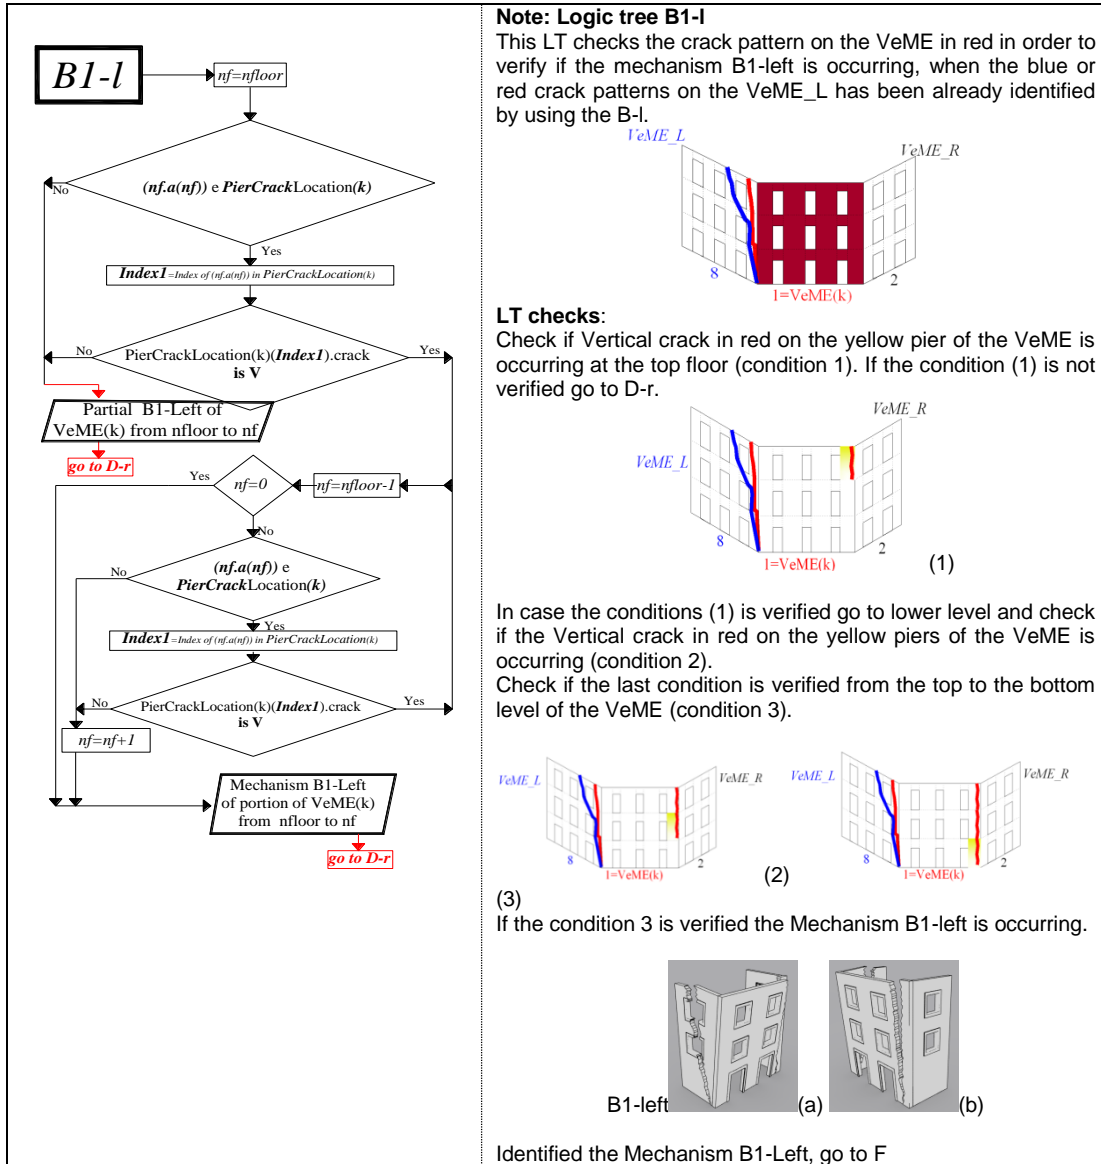 B1-l
nf=nfloor
No
(nf.a(nf)) e PierCrackLocation(k)
Yes
Index1=Index of (nf.a(nf)) in PierCrackLocation(k)
No
PierCrackLocation(k)(Index1).crack
is V
Yes
Partial B1-Left of
VeME(k) from nfloor to nf
go to D-r
Yes
nf=0
nf=nfloor-1
No
No
(nf.a(nf)) e
PierCrackLocation(k)
Yes
Index1=Index of (nf.a(nf)) in PierCrackLocation(k)
No
PierCrackLocation(k)(Index1).crack
is V
Yes
nf=nf+1
Mechanism B1-Left
of portion of VeME(k)
from nfloor to nf
go to D-r
Note: Logic tree B1-l
This LT checks the crack pattern on the VeME in red in order to
verify if the mechanism B1-left is occurring, when the blue or
red crack patterns on the VeME_L has been already identified
by using the B-l.
VeME_L
VeME_R
8
2
1=VeME(k)
LT checks:
Check if Vertical crack in red on the yellow pier of the VeME is
occurring at the top floor (condition 1). If the condition (1) is not
verified go to D-r.
VeME_R
VeME_L
8
2
1=VeME(k)
(1)
In case the conditions (1) is verified go to lower level and check
if the Vertical crack in red on the yellow piers of the VeME is
occurring (condition 2).
Check if the last condition is verified from the top to the bottom
level of the VeME (condition 3).
VeME_L
VeME_R
8
2
1=VeME(k)
(2)
VeME_L
VeME_R
8
2
1=VeME(k)
(3)
If the condition 3 is verified the Mechanism B1-left is occurring.
B1-left
(a)
(b)
Identified the Mechanism B1-Left, go to F